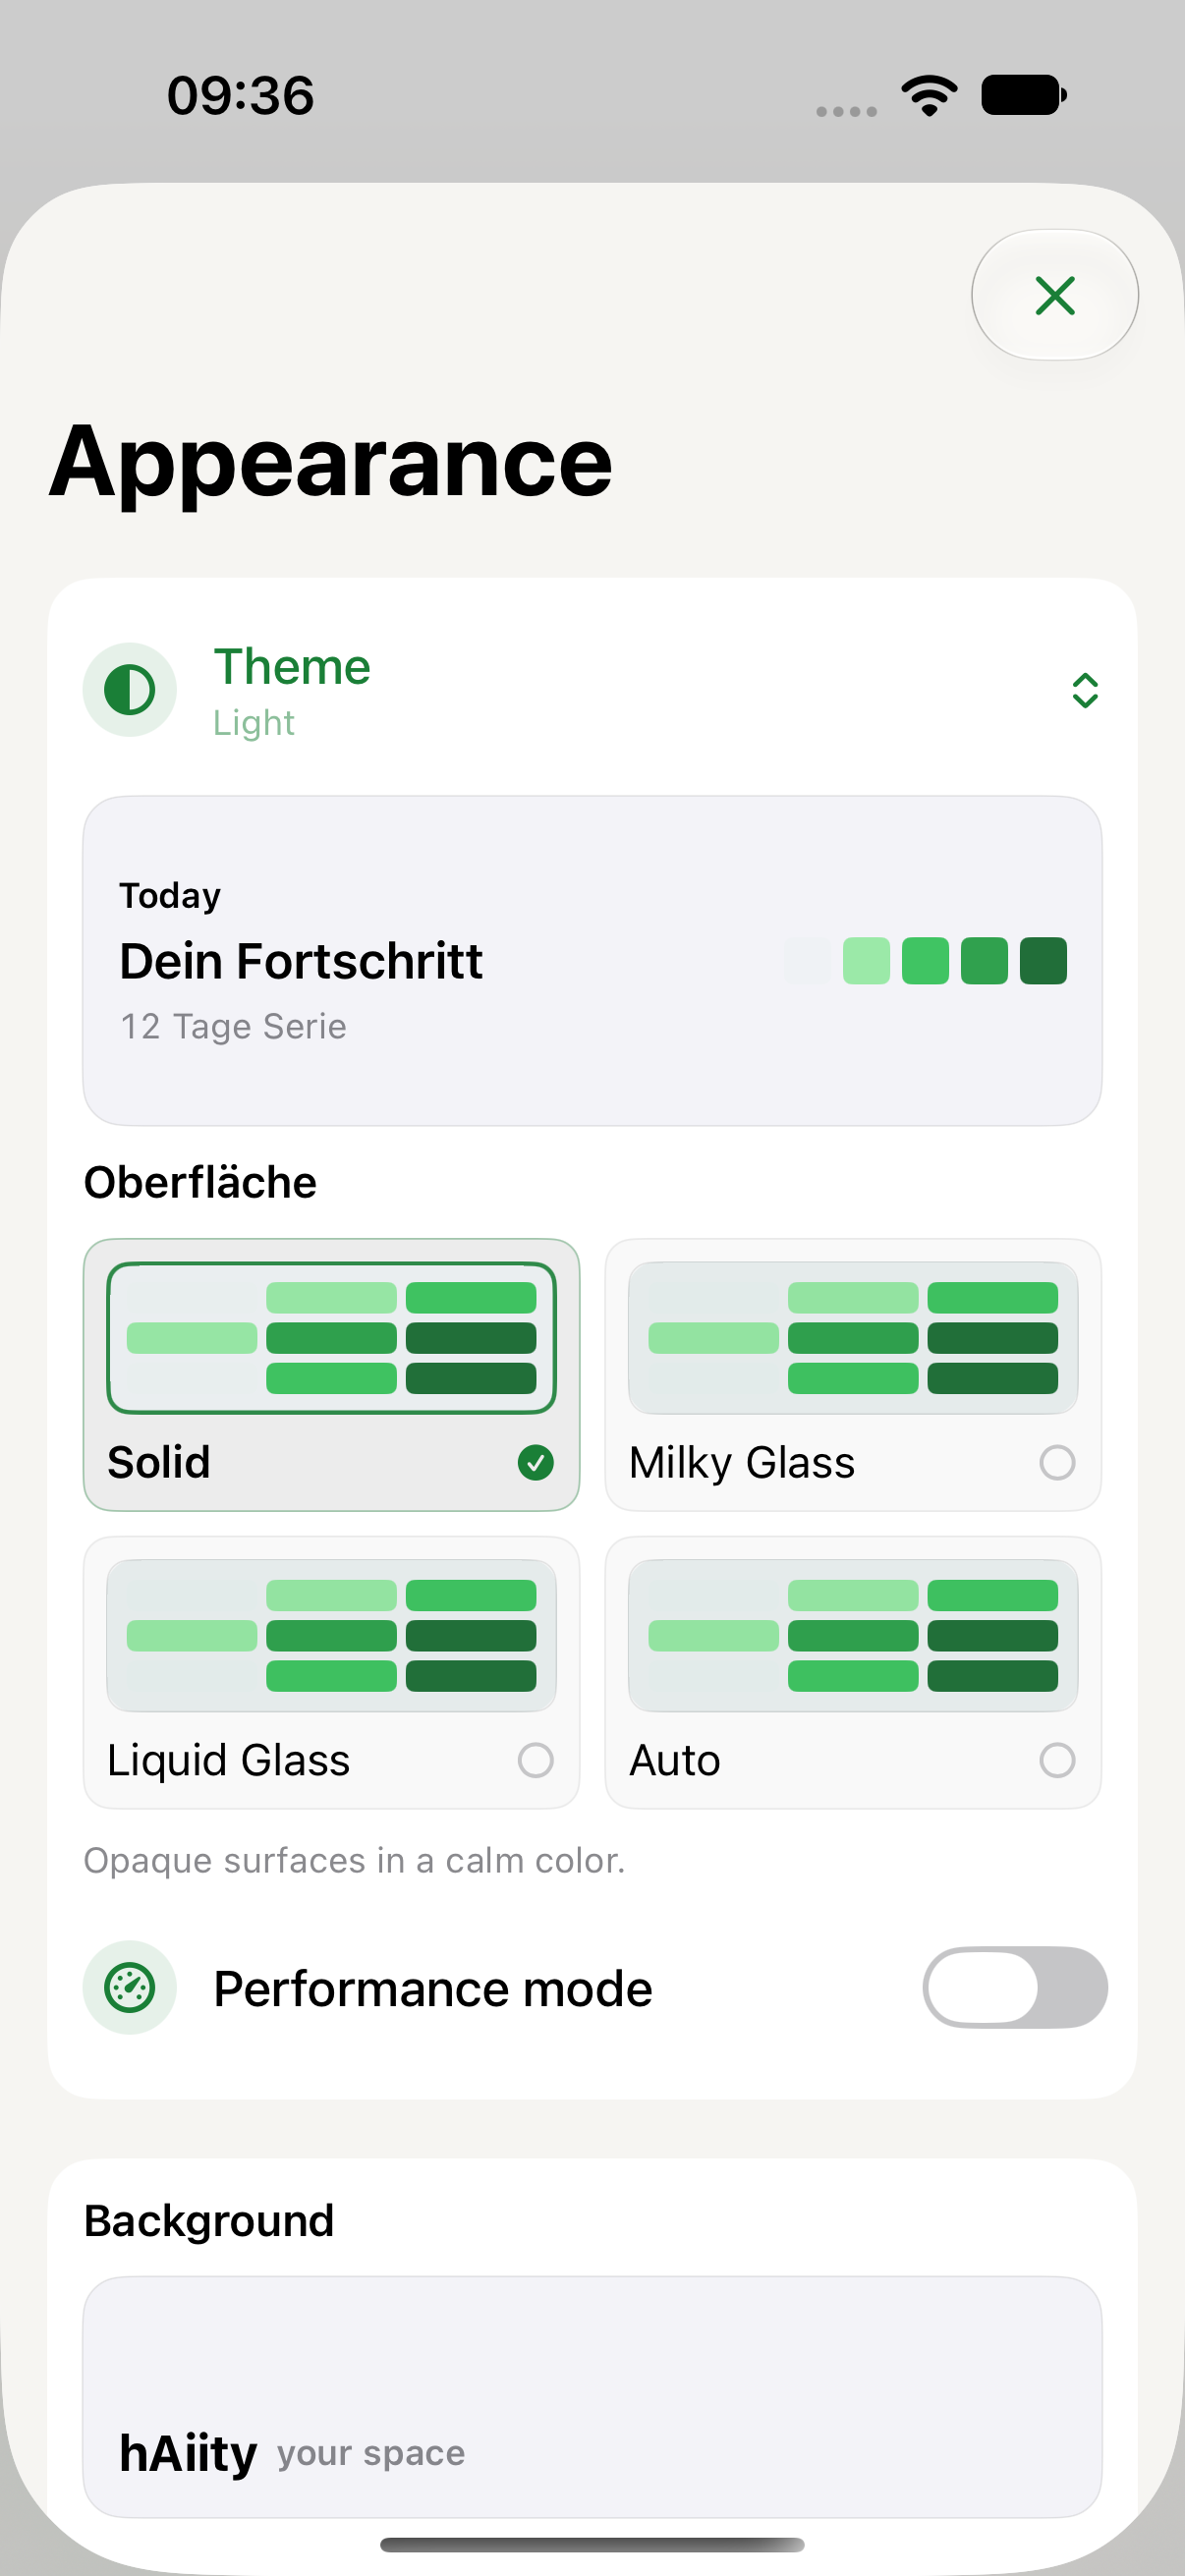 09:36
Appearance
Theme
Light
Today
Dein Fortschritt
12 Tage Serie
Oberfläche
Solid
Milky Glass
Liquid Glass
Auto
Opaque surfaces in a calm color.
Performance mode
Background
hAiity your space